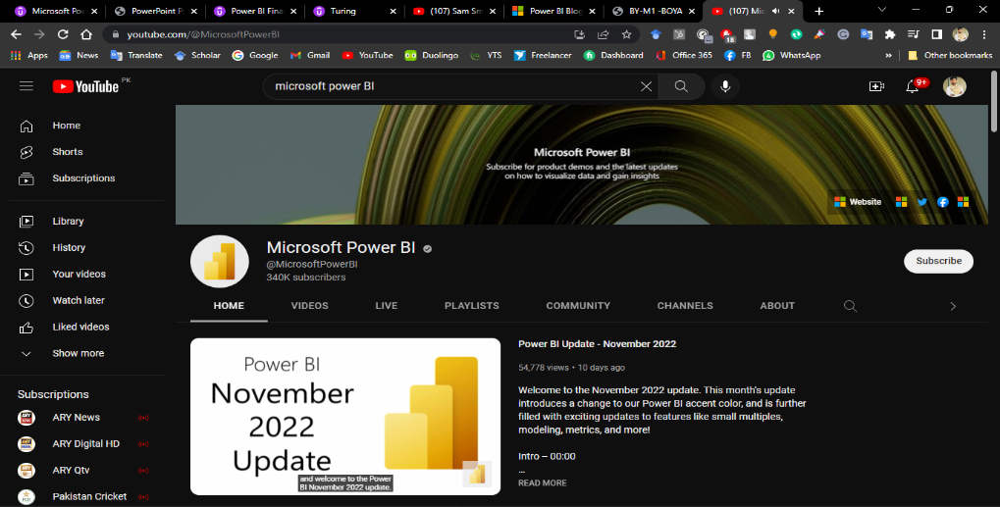 Microsoft Pow
PowerPoint P
Power BI Fina
Turing
(107) Sam Sm
Power BI Blog
BY-M1 -BOYA
(107) Mic
youtube.com/@MicrosoftPowerBI
18
Apps
News
Translate
Scholar
Google
Gmail
YouTube
Duolingo
YTS
Freelancer
Dashboard
Office 365
FB
WhatsApp
»
Other bookmarks
YouTube PK
microsoft power BI
9+
Home
Shorts
Subscriptions
Library
History
Your videos
Watch later
Liked videos
Show more
Subscriptions
ARY News
ARY Digital HD
ARY Qtv
Pakistan Cricket
Microsoft Power BI
Subscribe for product demos and the latest updates
on how to visualize data and gain insights
Website
Microsoft Power BI
@MicrosoftPowerBI
340K subscribers
Subscribe
HOME
VIDEOS
LIVE
PLAYLISTS
COMMUNITY
CHANNELS
ABOUT
Power BI
November
2022
Update
and welcome to the Power
BI November 2022 update.
Power BI Update - November 2022
54,778 views • 10 days ago
Welcome to the November 2022 update. This month's update
introduces a change to our Power BI accent color, and is further
filled with exciting updates to features like small multiples,
modeling, metrics, and more!
Intro – 00:00
...
READ MORE